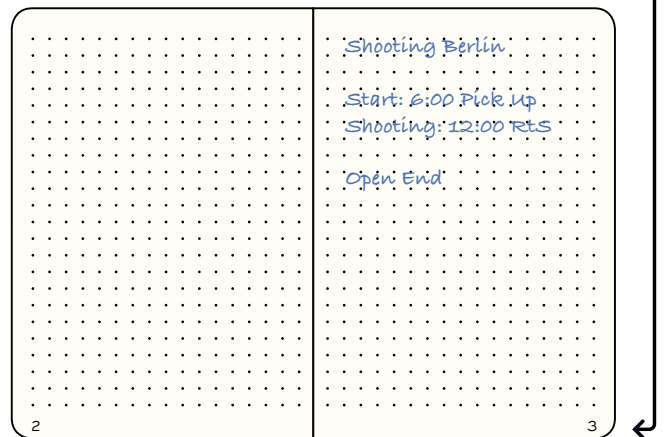 Shooting Berlin
Start: 6:00 Pick Up
Shooting: 12:00 RtS
Open End
2
3